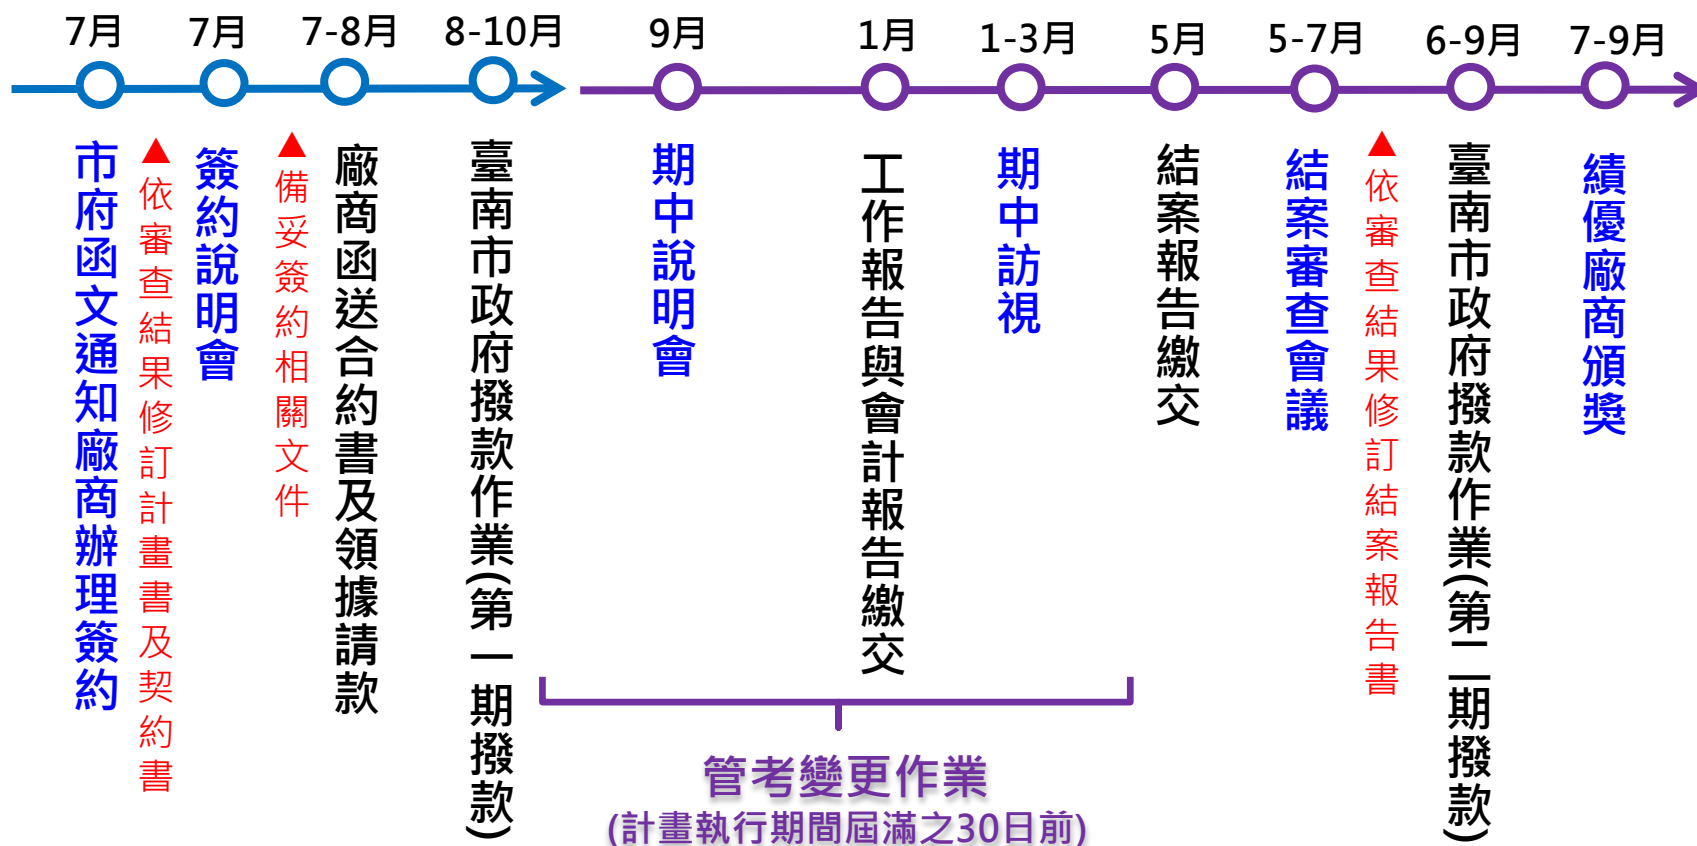 7月
7月
7-8月
8-10月
9月
1月
1-3月
5月
5-7月
6-9月
7-9月
市府函文通知廠商辦理簽約
▲依審查結果修訂計畫書及契約書
簽約說明會
▲備妥簽約相關文件
廠商函送合約書及領據請款
臺南市政府撥款作業(第一期撥款)
期中說明會
工作報告與會計報告繳交
期中訪視
結案報告繳交
結案審查會議
▲依審查結果修訂結案報告書
臺南市政府撥款作業(第二期撥款)
績優廠商頒獎
管考變更作業
(計畫執行期間屆滿之30日前)